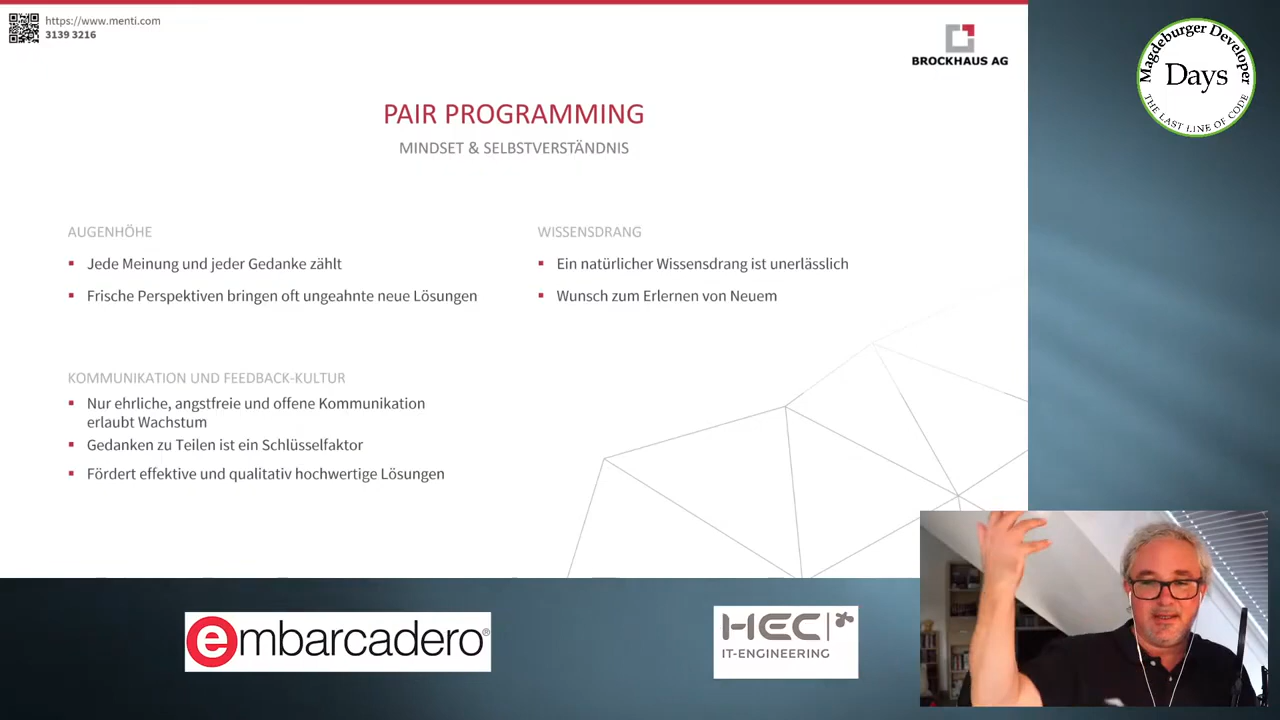 https://www.menti.com
3139 3216
BROCKHAUS AG
Magdeburger Developer
Days
THE LAST LINE OF CODE
PAIR PROGRAMMING
MINDSET & SELBSTVERSTÄNDNIS
AUGENHÖHE
▪ Jede Meinung und jeder Gedanke zählt
▪ Frische Perspektiven bringen oft ungeahnte neue Lösungen
WISSENSDRANG
▪ Ein natürlicher Wissensdrang ist unerlässlich
▪ Wunsch zum Erlernen von Neuem
KOMMUNIKATION UND FEEDBACK-KULTUR
▪ Nur ehrliche, angstfreie und offene Kommunikation
erlaubt Wachstum
▪ Gedanken zu Teilen ist ein Schlüsselfaktor
▪ Fördert effektive und qualitativ hochwertige Lösungen
embarcadero®
HEC
IT-ENGINEERING